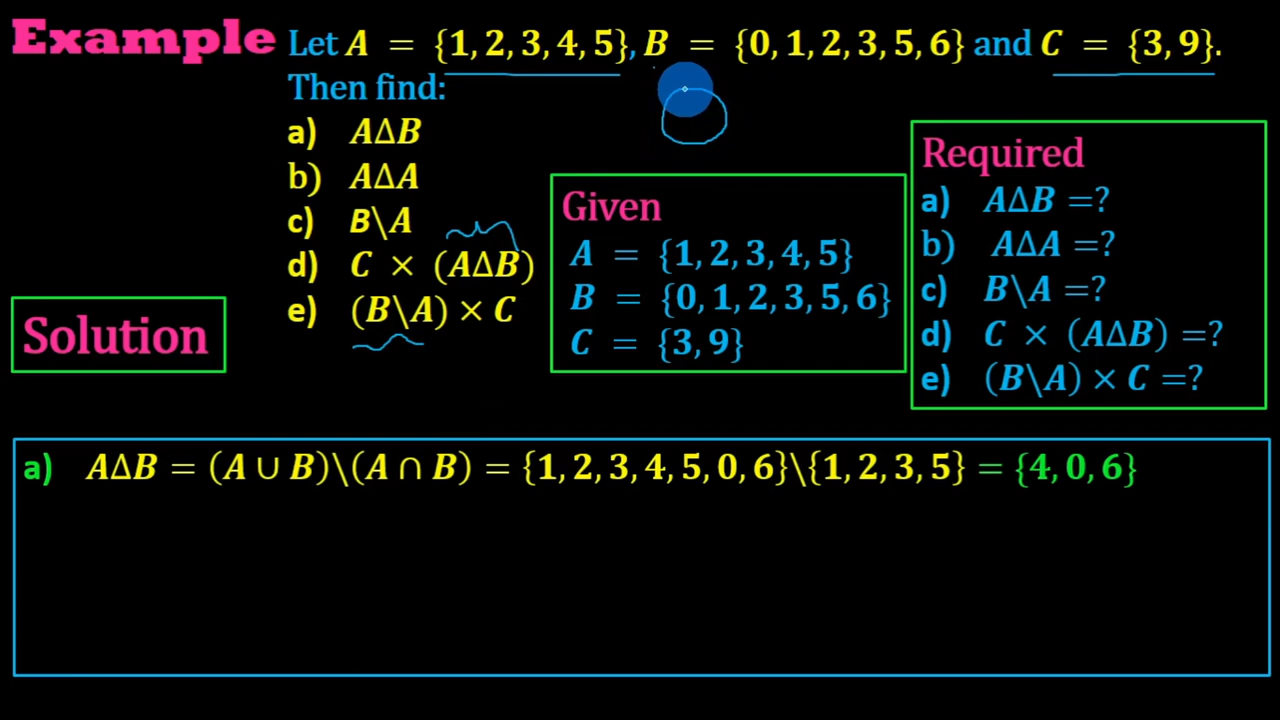 Example Let A = {1, 2, 3, 4, 5}, B = {0, 1, 2, 3, 5, 6} and C = {3, 9}.
Then find:
a) AΔB
b) AΔA
c) B\A
d) C × (AΔB)
e) (B\A) × C
Given
A = {1, 2, 3, 4, 5}
B = {0, 1, 2, 3, 5, 6}
C = {3, 9}
Required
a) AΔB =?
b) AΔA =?
c) B\A =?
d) C × (AΔB) =?
e) (B\A) × C =?
Solution
a) AΔB = (A ∪ B)\(A ∩ B) = {1, 2, 3, 4, 5, 0, 6}\{1, 2, 3, 5} = {4, 0, 6}